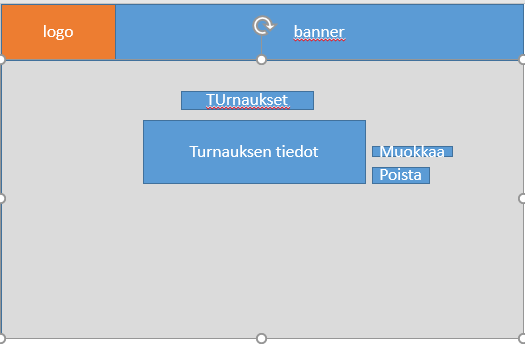 logo
banner
TUrnaukset
Turnauksen tiedot
Muokkaa
Poista